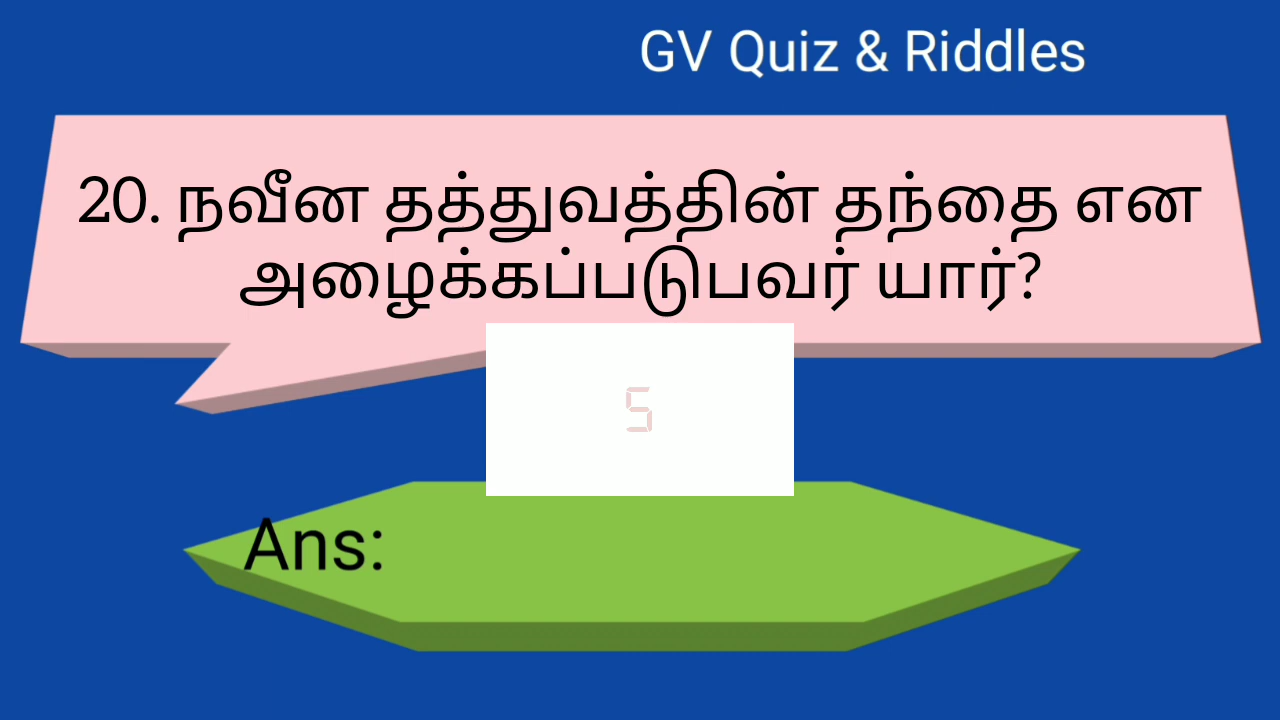 GV Quiz & Riddles
20. நவீன தத்துவத்தின் தந்தை என
அழைக்கப்படுபவர் யார்?
5
Ans: